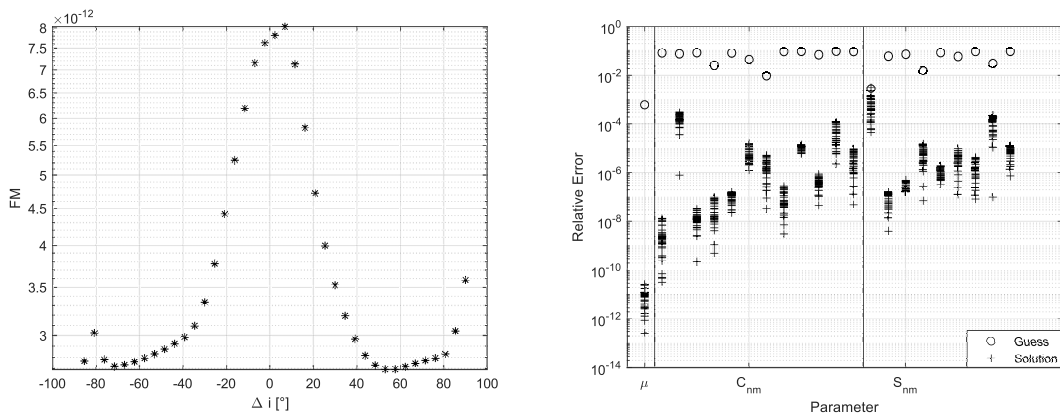 ×10⁻¹²
8
7.5
7
6.5
6
5.5
5
4.5
4
3.5
3
FM
-100 -80 -60 -40 -20 0 20 40 60 80 100
Δ i [°]
10⁰
10⁻²
10⁻⁴
10⁻⁶
10⁻⁸
10⁻¹⁰
10⁻¹²
10⁻¹⁴
Relative Error
Guess
Solution
μ Cₙₘ Sₙₘ
Parameter